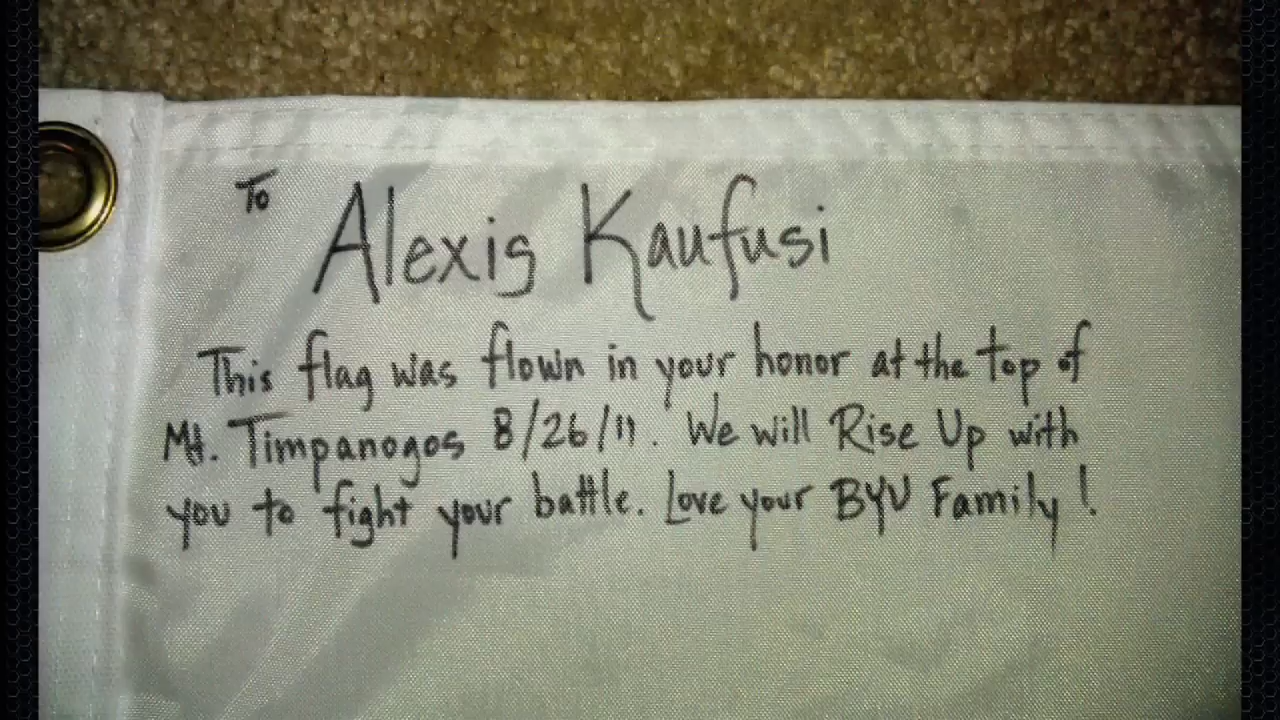 To
Alexis Kaufusi
This flag was flown in your honor at the top of
Mt. Timpanogos 8/26/11. We will Rise Up with
you to fight your battle. Love your BYU Family!